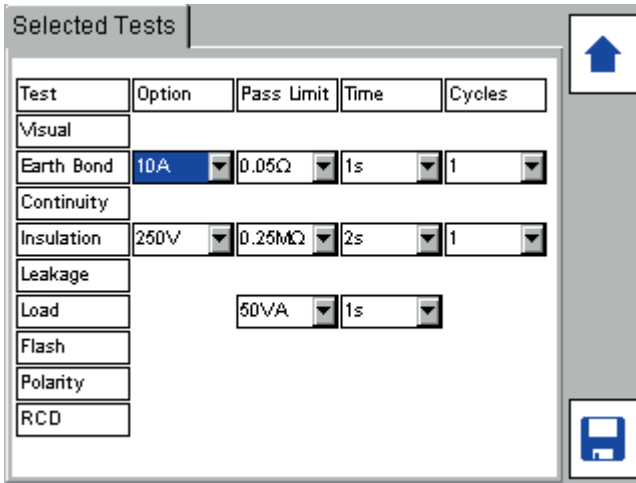 Selected Tests
Test Option Pass Limit Time Cycles
Visual
Earth Bond 10A 0.05Ω 1s 1
Continuity
Insulation 250V 0.25MΩ 2s 1
Leakage
Load 50VA 1s
Flash
Polarity
RCD